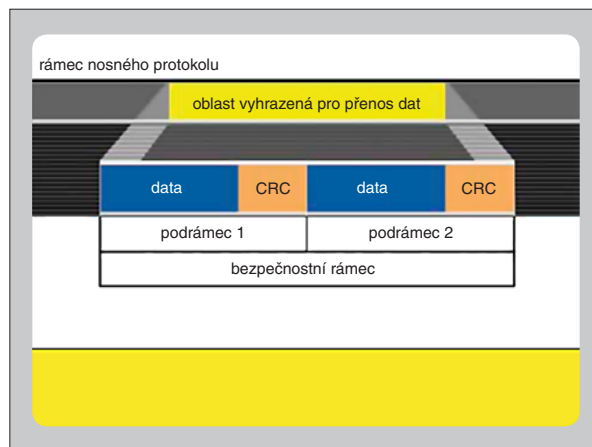 rámec nosného protokolu
oblast vyhrazená pro přenos dat
data CRC data CRC
podrámec 1 podrámec 2
bezpečnostní rámec